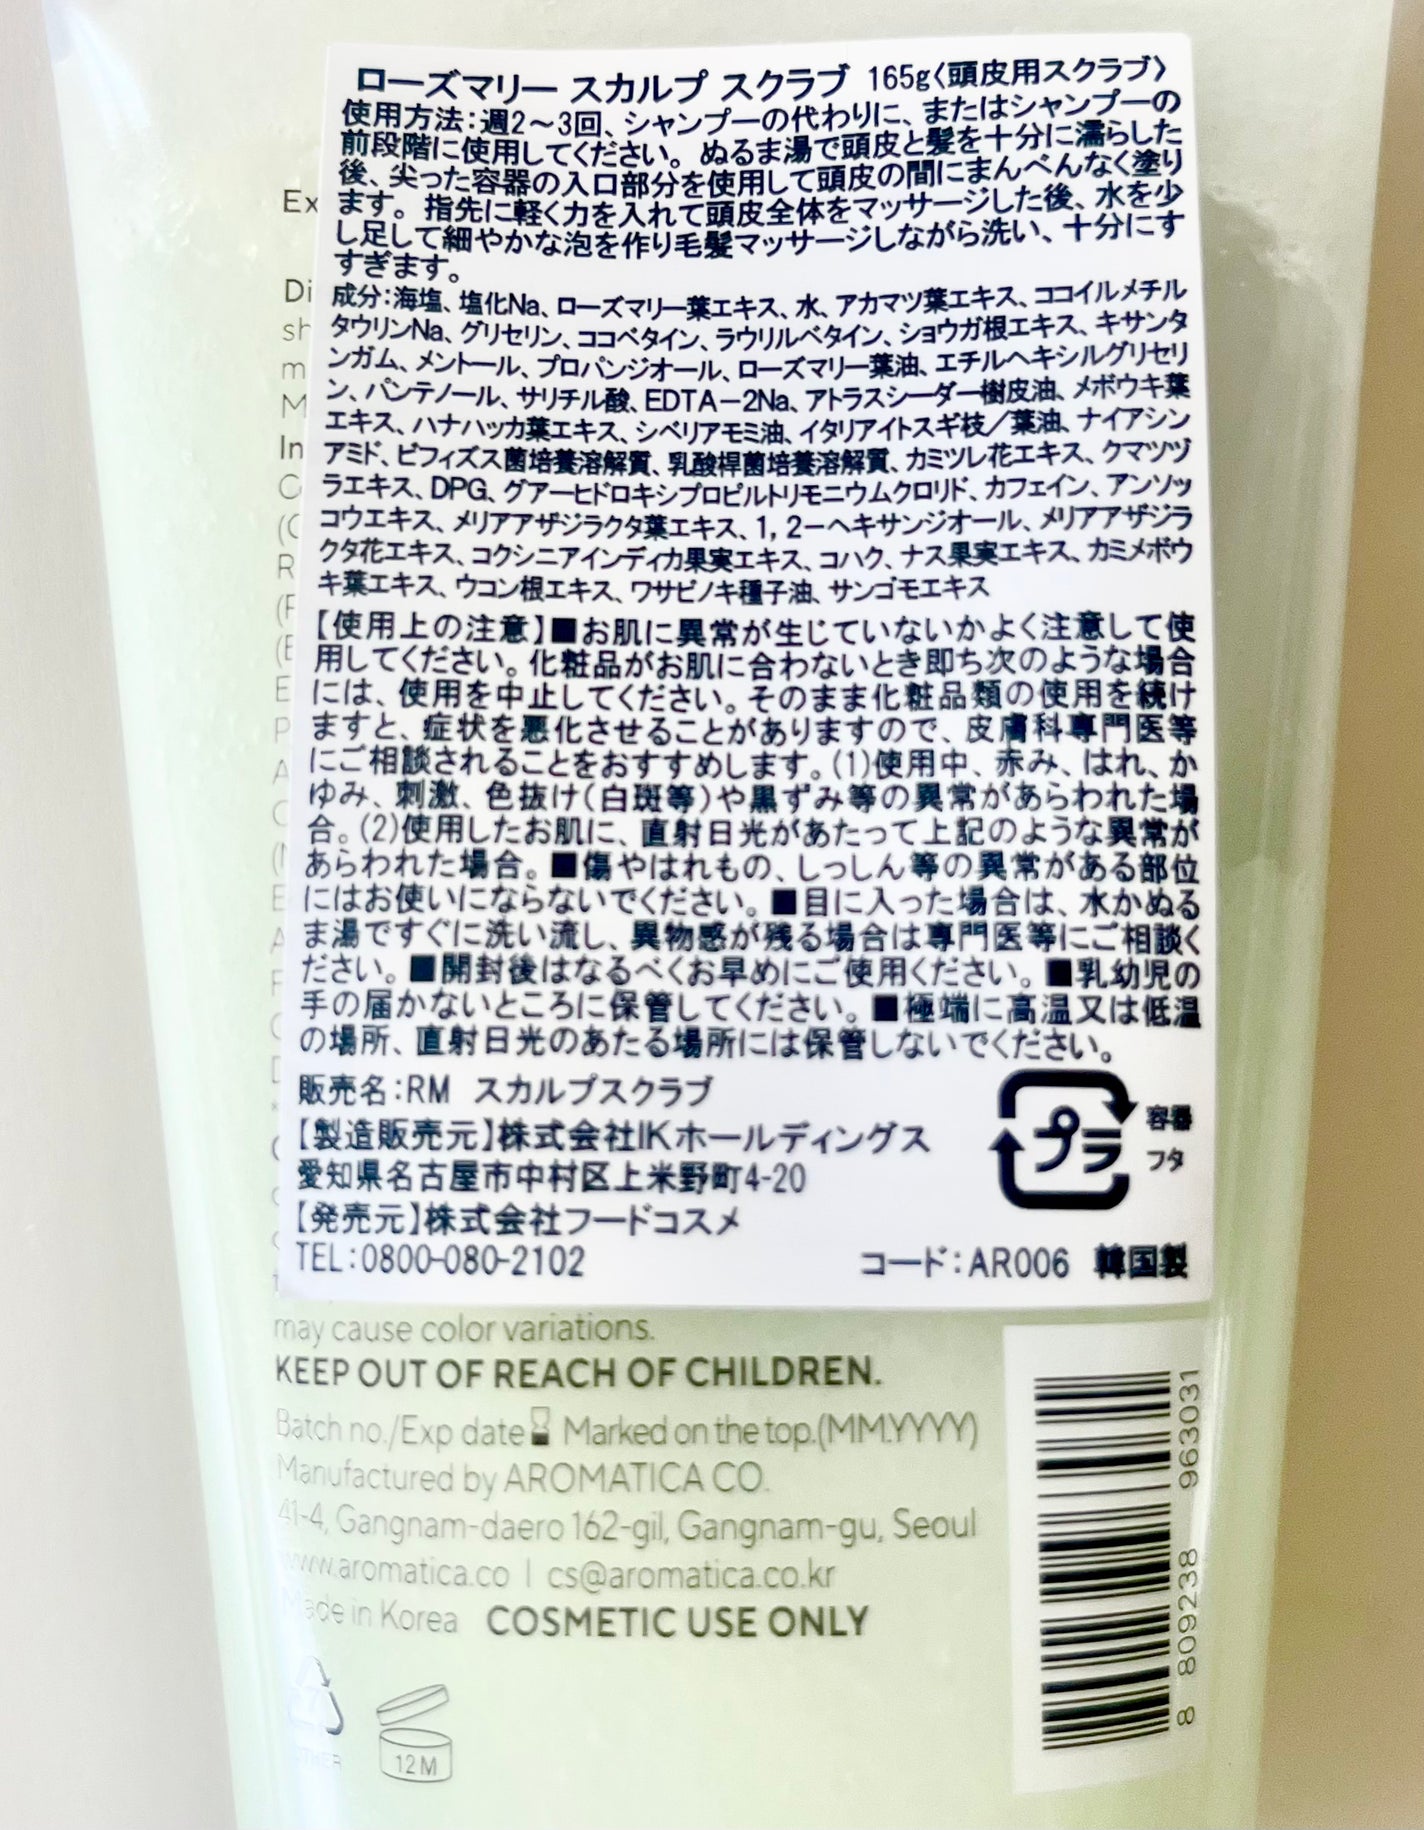 ローズマリー スカルプ スクラブ 165g〈頭皮用スクラブ〉
使用方法：週2～3回、シャンプーの代わりに、またはシャンプーの
前段階に使用してください。ぬるま湯で頭皮と髪を十分に濡らした
後、尖った容器の入口部分を使用して頭皮の間にまんべんなく塗り
ます。指先に軽く力を入れて頭皮全体をマッサージした後、水を少
し足して細やかな泡を作り毛髪マッサージしながら洗い、十分にす
すぎます。
成分：海塩、塩化Na、ローズマリー葉エキス、水、アカマツ葉エキス、ココイルメチル
タウリンNa、グリセリン、ココベタイン、ラウリルベタイン、ショウガ根エキス、キサンタ
ンガム、メントール、プロパンジオール、ローズマリー葉油、エチルヘキシルグリセリ
ン、パンテノール、サリチル酸、EDTA－2Na、アトラスシーダー樹皮油、メボウキ葉
エキス、ハナハッカ葉エキス、シベリアモミ油、イタリアイトスギ枝／葉油、ナイアシン
アミド、ビフィズス菌培養溶解質、乳酸桿菌培養溶解質、カミツレ花エキス、クマツヅ
ラエキス、DPG、グアーヒドロキシプロピルトリモニウムクロリド、カフェイン、アンソッ
コウエキス、メリアアザジラクタ葉エキス、1，2－ヘキサンジオール、メリアアザジラ
クタ花エキス、コクシニアインディカ果実エキス、コハク、ナス果実エキス、カミメボウ
キ葉エキス、ウコン根エキス、ワサビノキ種子油、サンゴモエキス
【使用上の注意】■お肌に異常が生じていないかよく注意して使
用してください。化粧品がお肌に合わないとき即ち次のような場合
には、使用を中止してください。そのまま化粧品類の使用を続け
ますと、症状を悪化させることがありますので、皮膚科専門医等
にご相談されることをおすすめします。(1)使用中、赤み、はれ、か
ゆみ、刺激、色抜け(白斑等)や黒ずみ等の異常があらわれた場
合。(2)使用したお肌に、直射日光があたって上記のような異常が
あらわれた場合。■傷やはれもの、しっしん等の異常がある部位
にはお使いにならないでください。■目に入った場合は、水かぬる
ま湯ですぐに洗い流し、異物感が残る場合は専門医等にご相談く
ださい。■開封後はなるべくお早めにご使用ください。■乳幼児の
手の届かないところに保管してください。■極端に高温又は低温
の場所、直射日光のあたる場所には保管しないでください。
販売名：RM スカルプスクラブ
【製造販売元】株式会社IKホールディングス
愛知県名古屋市中村区上米野町4-20
【発売元】株式会社フードコスメ
TEL：0800-080-2102
プラ
容器
フタ
コード：AR006 韓国製
Ex
Di
sh
m
M
In
may cause color variations.
KEEP OUT OF REACH OF CHILDREN.
Batch no./Exp date Marked on the top.(MM.YYYY)
Manufactured by AROMATICA CO.
41-4, Gangnam-daero 162-gil, Gangnam-gu, Seoul
www.aromatica.co | cs@aromatica.co.kr
Made in Korea COSMETIC USE ONLY
OTHER
12M
8 809238 963031